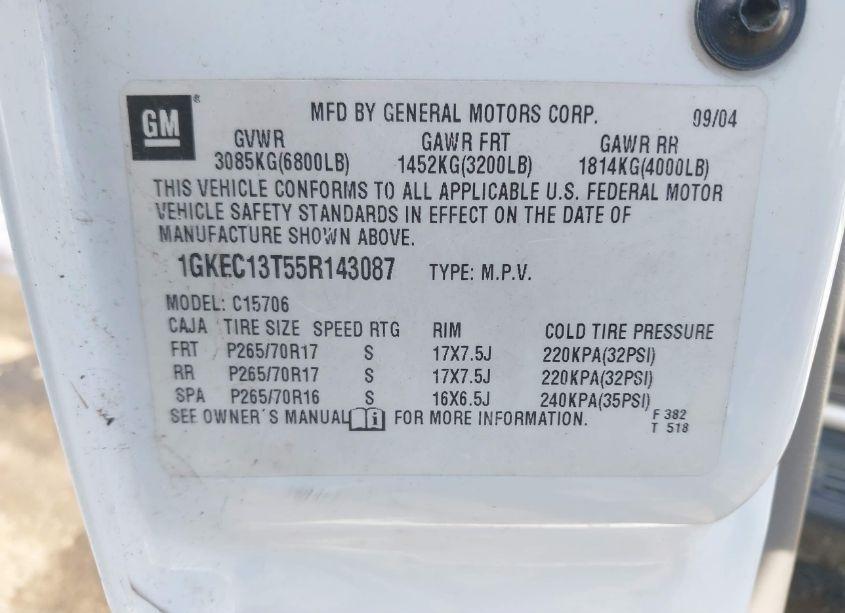 GM®
MFD BY GENERAL MOTORS CORP. 09/04
GVWR GAWR FRT GAWR RR
3085KG(6800LB) 1452KG(3200LB) 1814KG(4000LB)
THIS VEHICLE CONFORMS TO ALL APPLICABLE U.S. FEDERAL MOTOR
VEHICLE SAFETY STANDARDS IN EFFECT ON THE DATE OF
MANUFACTURE SHOWN ABOVE.
1GKEC13T55R143087 TYPE: M.P.V.
MODEL: C15706
CAJA TIRE SIZE SPEED RTG RIM COLD TIRE PRESSURE
FRT P265/70R17 S 17X7.5J 220KPA(32PSI)
RR P265/70R17 S 17X7.5J 220KPA(32PSI)
SPA P265/70R16 S 16X6.5J 240KPA(35PSI)
SEE OWNER'S MANUAL i FOR MORE INFORMATION.
F 382
T 518